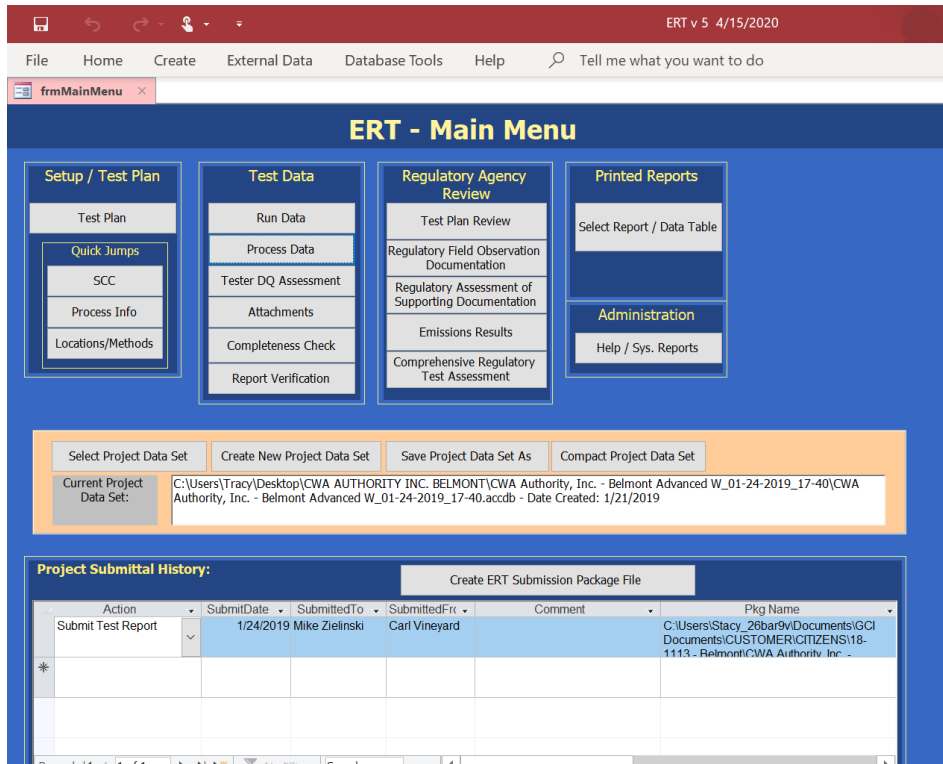 ERT v 5 4/15/2020
File Home Create External Data Database Tools Help Tell me what you want to do
frmMainMenu
ERT - Main Menu
Setup / Test Plan
Test Plan
Quick Jumps
SCC
Process Info
Locations/Methods
Test Data
Run Data
Process Data
Tester DQ Assessment
Attachments
Completeness Check
Report Verification
Regulatory Agency
Review
Test Plan Review
Regulatory Field Observation
Documentation
Regulatory Assessment of
Supporting Documentation
Emissions Results
Comprehensive Regulatory
Test Assessment
Printed Reports
Select Report / Data Table
Administration
Help / Sys. Reports
Select Project Data Set Create New Project Data Set Save Project Data Set As Compact Project Data Set
Current Project
Data Set:
C:\Users\Tracy\Desktop\CWA AUTHORITY INC. BELMONT\CWA Authority, Inc. - Belmont Advanced W_01-24-2019_17-40\CWA
Authority, Inc. - Belmont Advanced W_01-24-2019_17-40.accdb - Date Created: 1/21/2019
Project Submittal History:
Create ERT Submission Package File
Action SubmitDate SubmittedTo SubmittedFr Comment Pkg Name
Submit Test Report 1/24/2019 Mike Zielinski Carl Vineyard
C:\Users\Stacy_26bar9v\Documents\GCI
Documents\CUSTOMER\CITIZENS\18-
1113 - Belmont\CWA Authority, Inc. -